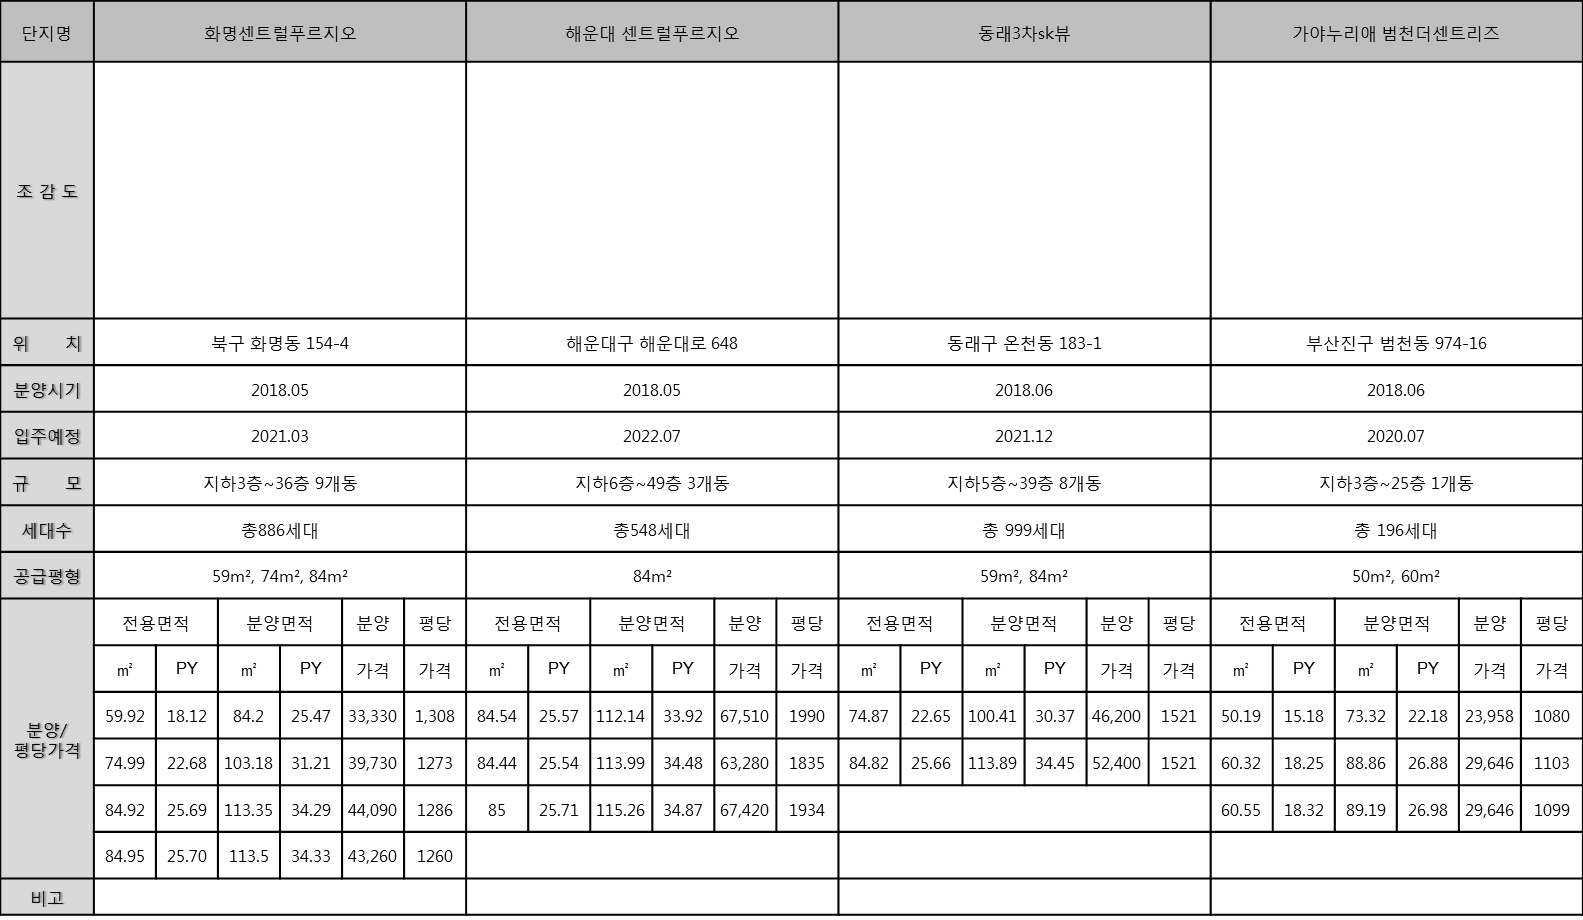 단지명 화명센트럴푸르지오 해운대 센트럴푸르지오 동래3차sk뷰 가야누리애 범천더센트리즈
조 감 도
위 치 북구 화명동 154-4 해운대구 해운대로 648 동래구 온천동 183-1 부산진구 범천동 974-16
분양시기 2018.05 2018.05 2018.06 2018.06
입주예정 2021.03 2022.07 2021.12 2020.07
규 모 지하3층~36층 9개동 지하6층~49층 3개동 지하5층~39층 8개동 지하3층~25층 1개동
세대수 총886세대 총548세대 총 999세대 총 196세대
공급평형 59m², 74m², 84m² 84m² 59m², 84m² 50m², 60m²
전용면적 분양면적 분양 평당 전용면적 분양면적 분양 평당 전용면적 분양면적 분양 평당 전용면적 분양면적 분양 평당
㎡ PY ㎡ PY 가격 가격 ㎡ PY ㎡ PY 가격 가격 ㎡ PY ㎡ PY 가격 가격 ㎡ PY ㎡ PY 가격 가격
59.92 18.12 84.2 25.47 33,330 1,308 84.54 25.57 112.14 33.92 67,510 1990 74.87 22.65 100.41 30.37 46,200 1521 50.19 15.18 73.32 22.18 23,958 1080
분양/
평당가격
74.99 22.68 103.18 31.21 39,730 1273 84.44 25.54 113.99 34.48 63,280 1835 84.82 25.66 113.89 34.45 52,400 1521 60.32 18.25 88.86 26.88 29,646 1103
84.92 25.69 113.35 34.29 44,090 1286 85 25.71 115.26 34.87 67,420 1934 60.55 18.32 89.19 26.98 29,646 1099
84.95 25.70 113.5 34.33 43,260 1260
비고